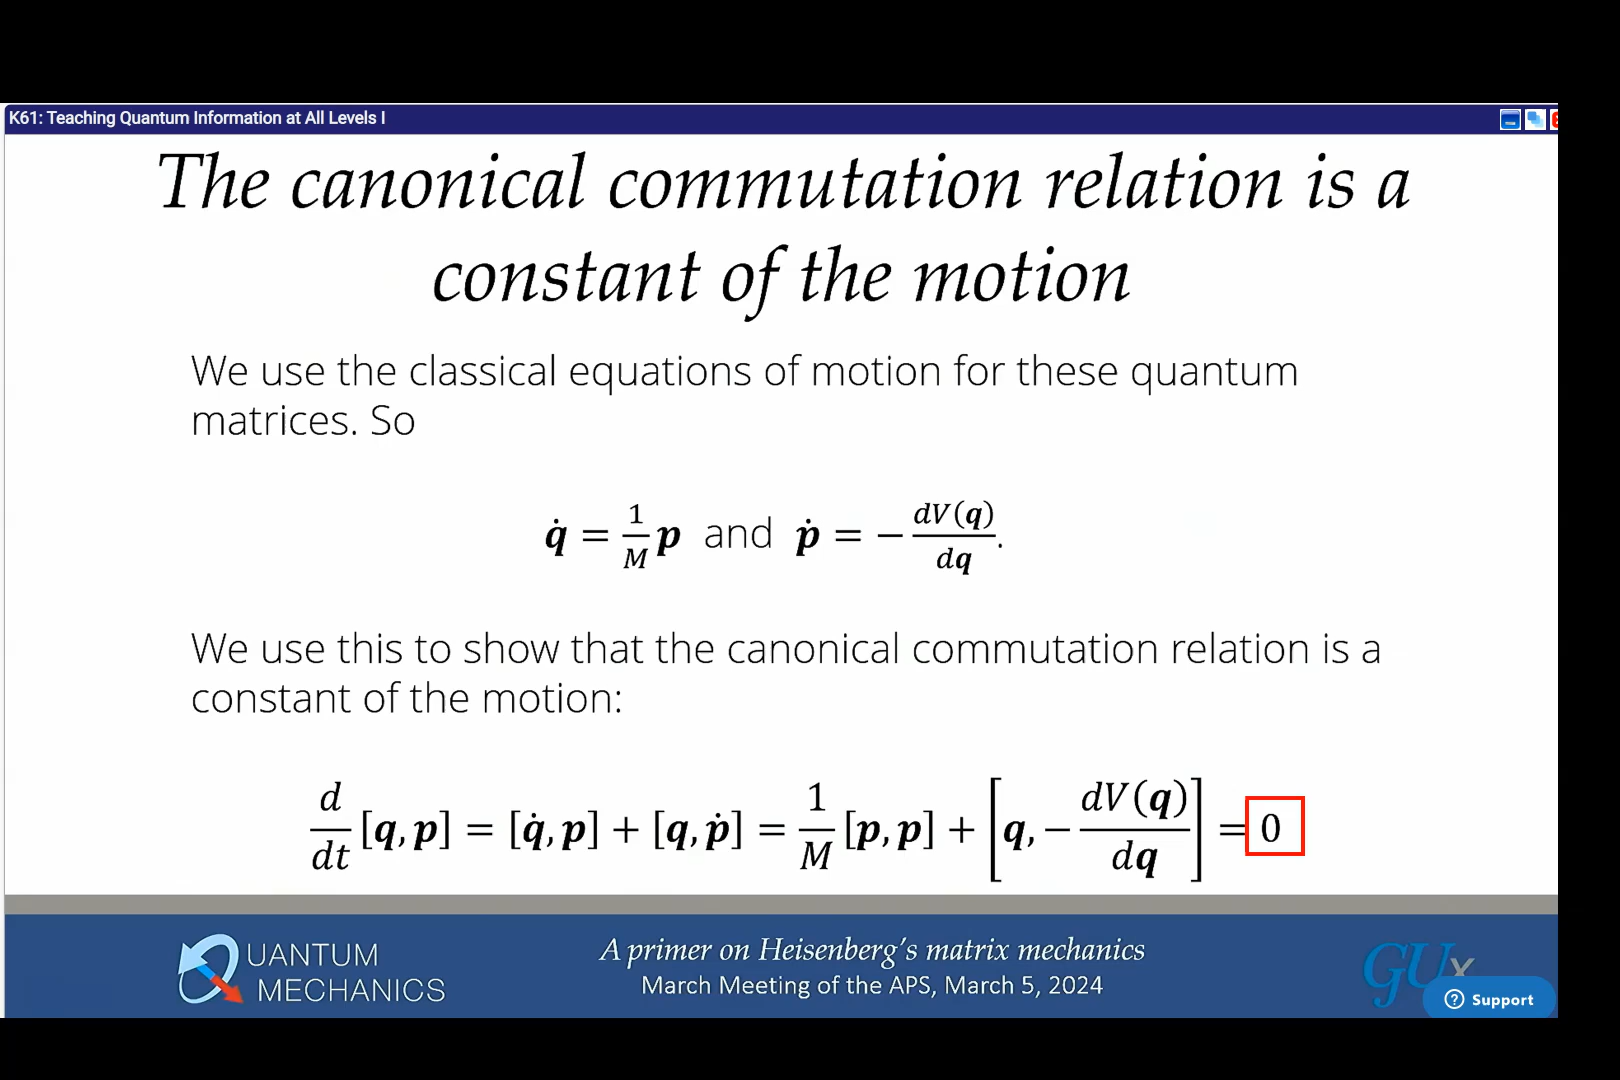 K61: Teaching Quantum Information at All Levels I
The canonical commutation relation is a
constant of the motion
We use the classical equations of motion for these quantum
matrices. So
q̇ = 1/M p and ṗ = − dV(q)/dq.
We use this to show that the canonical commutation relation is a
constant of the motion:
d/dt [q, p] = [q̇, p] + [q, ṗ] = 1/M [p, p] + [q, − dV(q)/dq] = 0
QUANTUM
MECHANICS
A primer on Heisenberg's matrix mechanics
March Meeting of the APS, March 5, 2024
GUx
Support